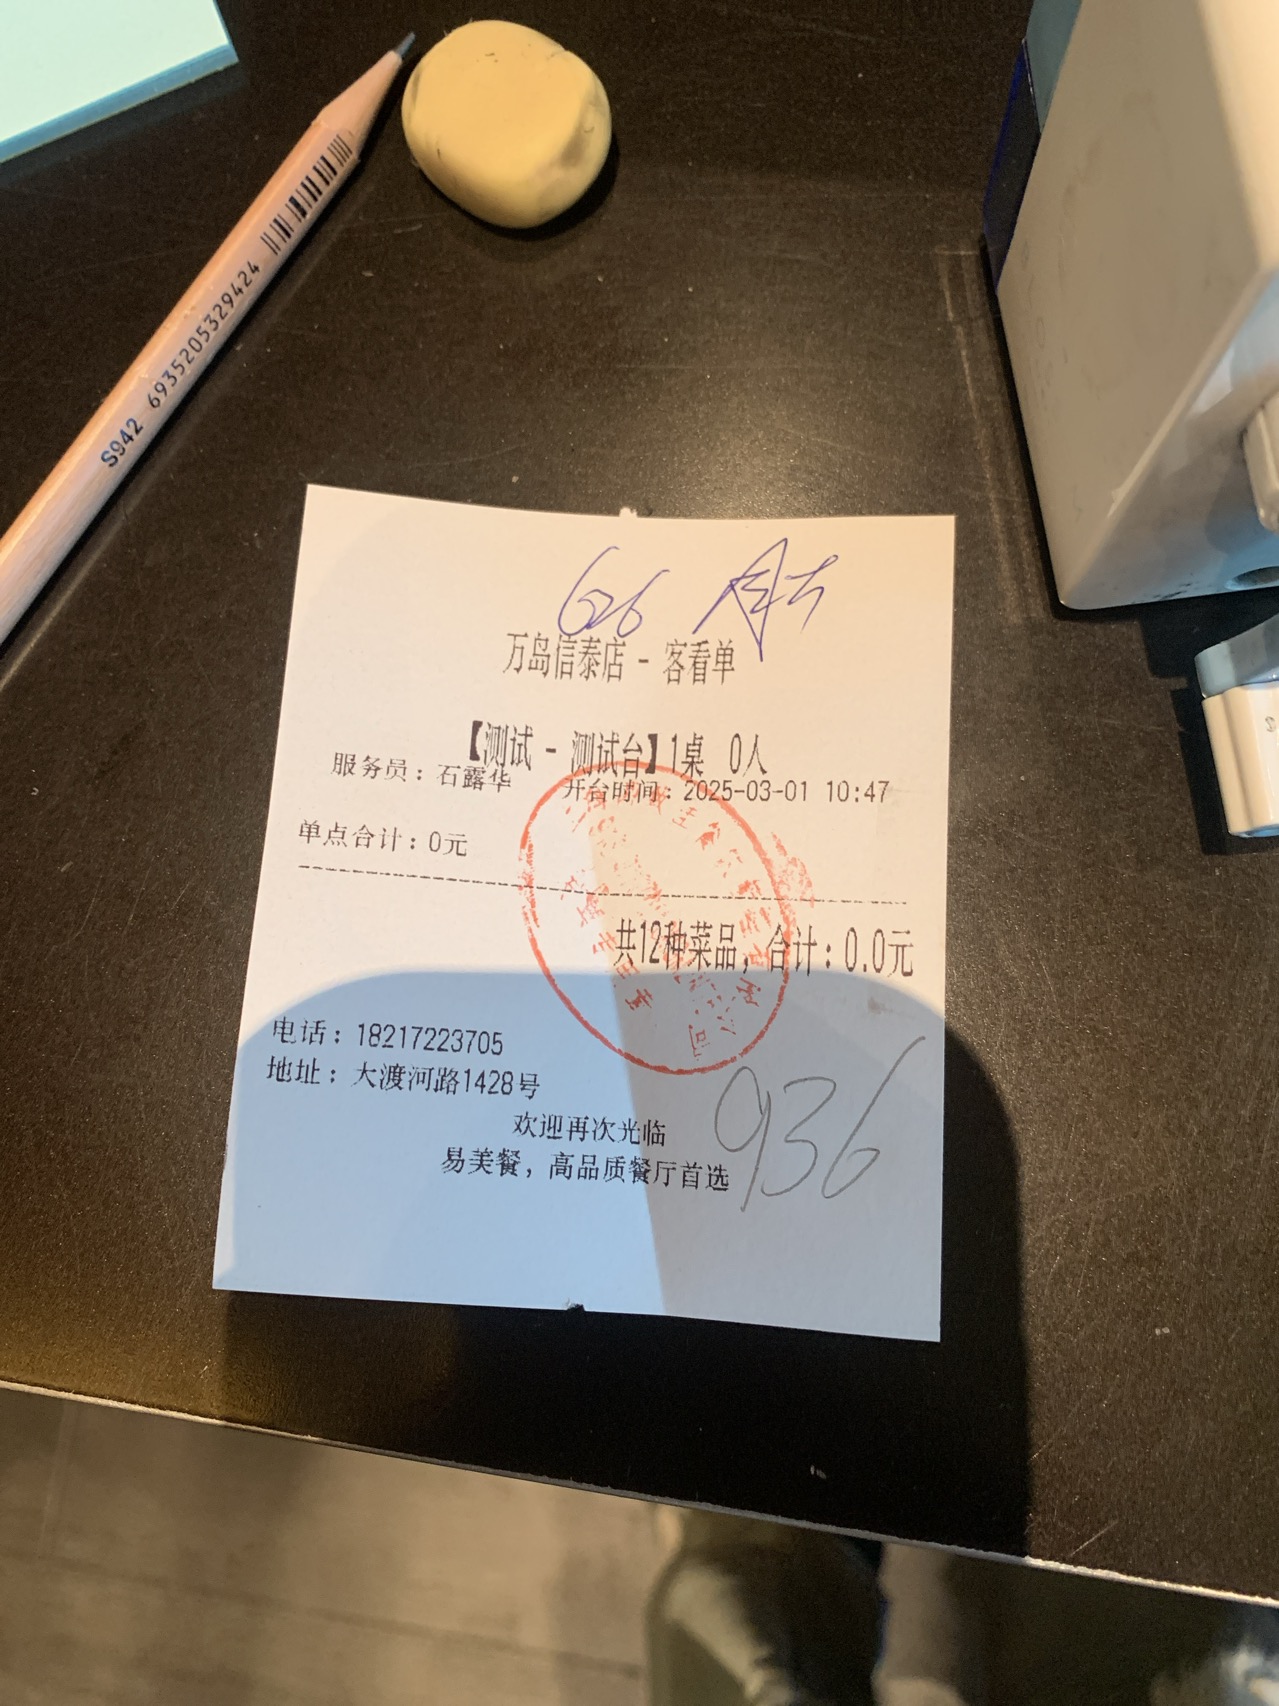 S942 6935205329424
626
万岛信泰店 - 客看单
【测试 - 测试台】1桌 0人
服务员：石露华 开台时间：2025-03-01 10:47
单点合计：0元
共12种菜品，合计：0.0元
电话：18217223705
地址：大渡河路1428号
936
欢迎再次光临
易美餐，高品质餐厅首选